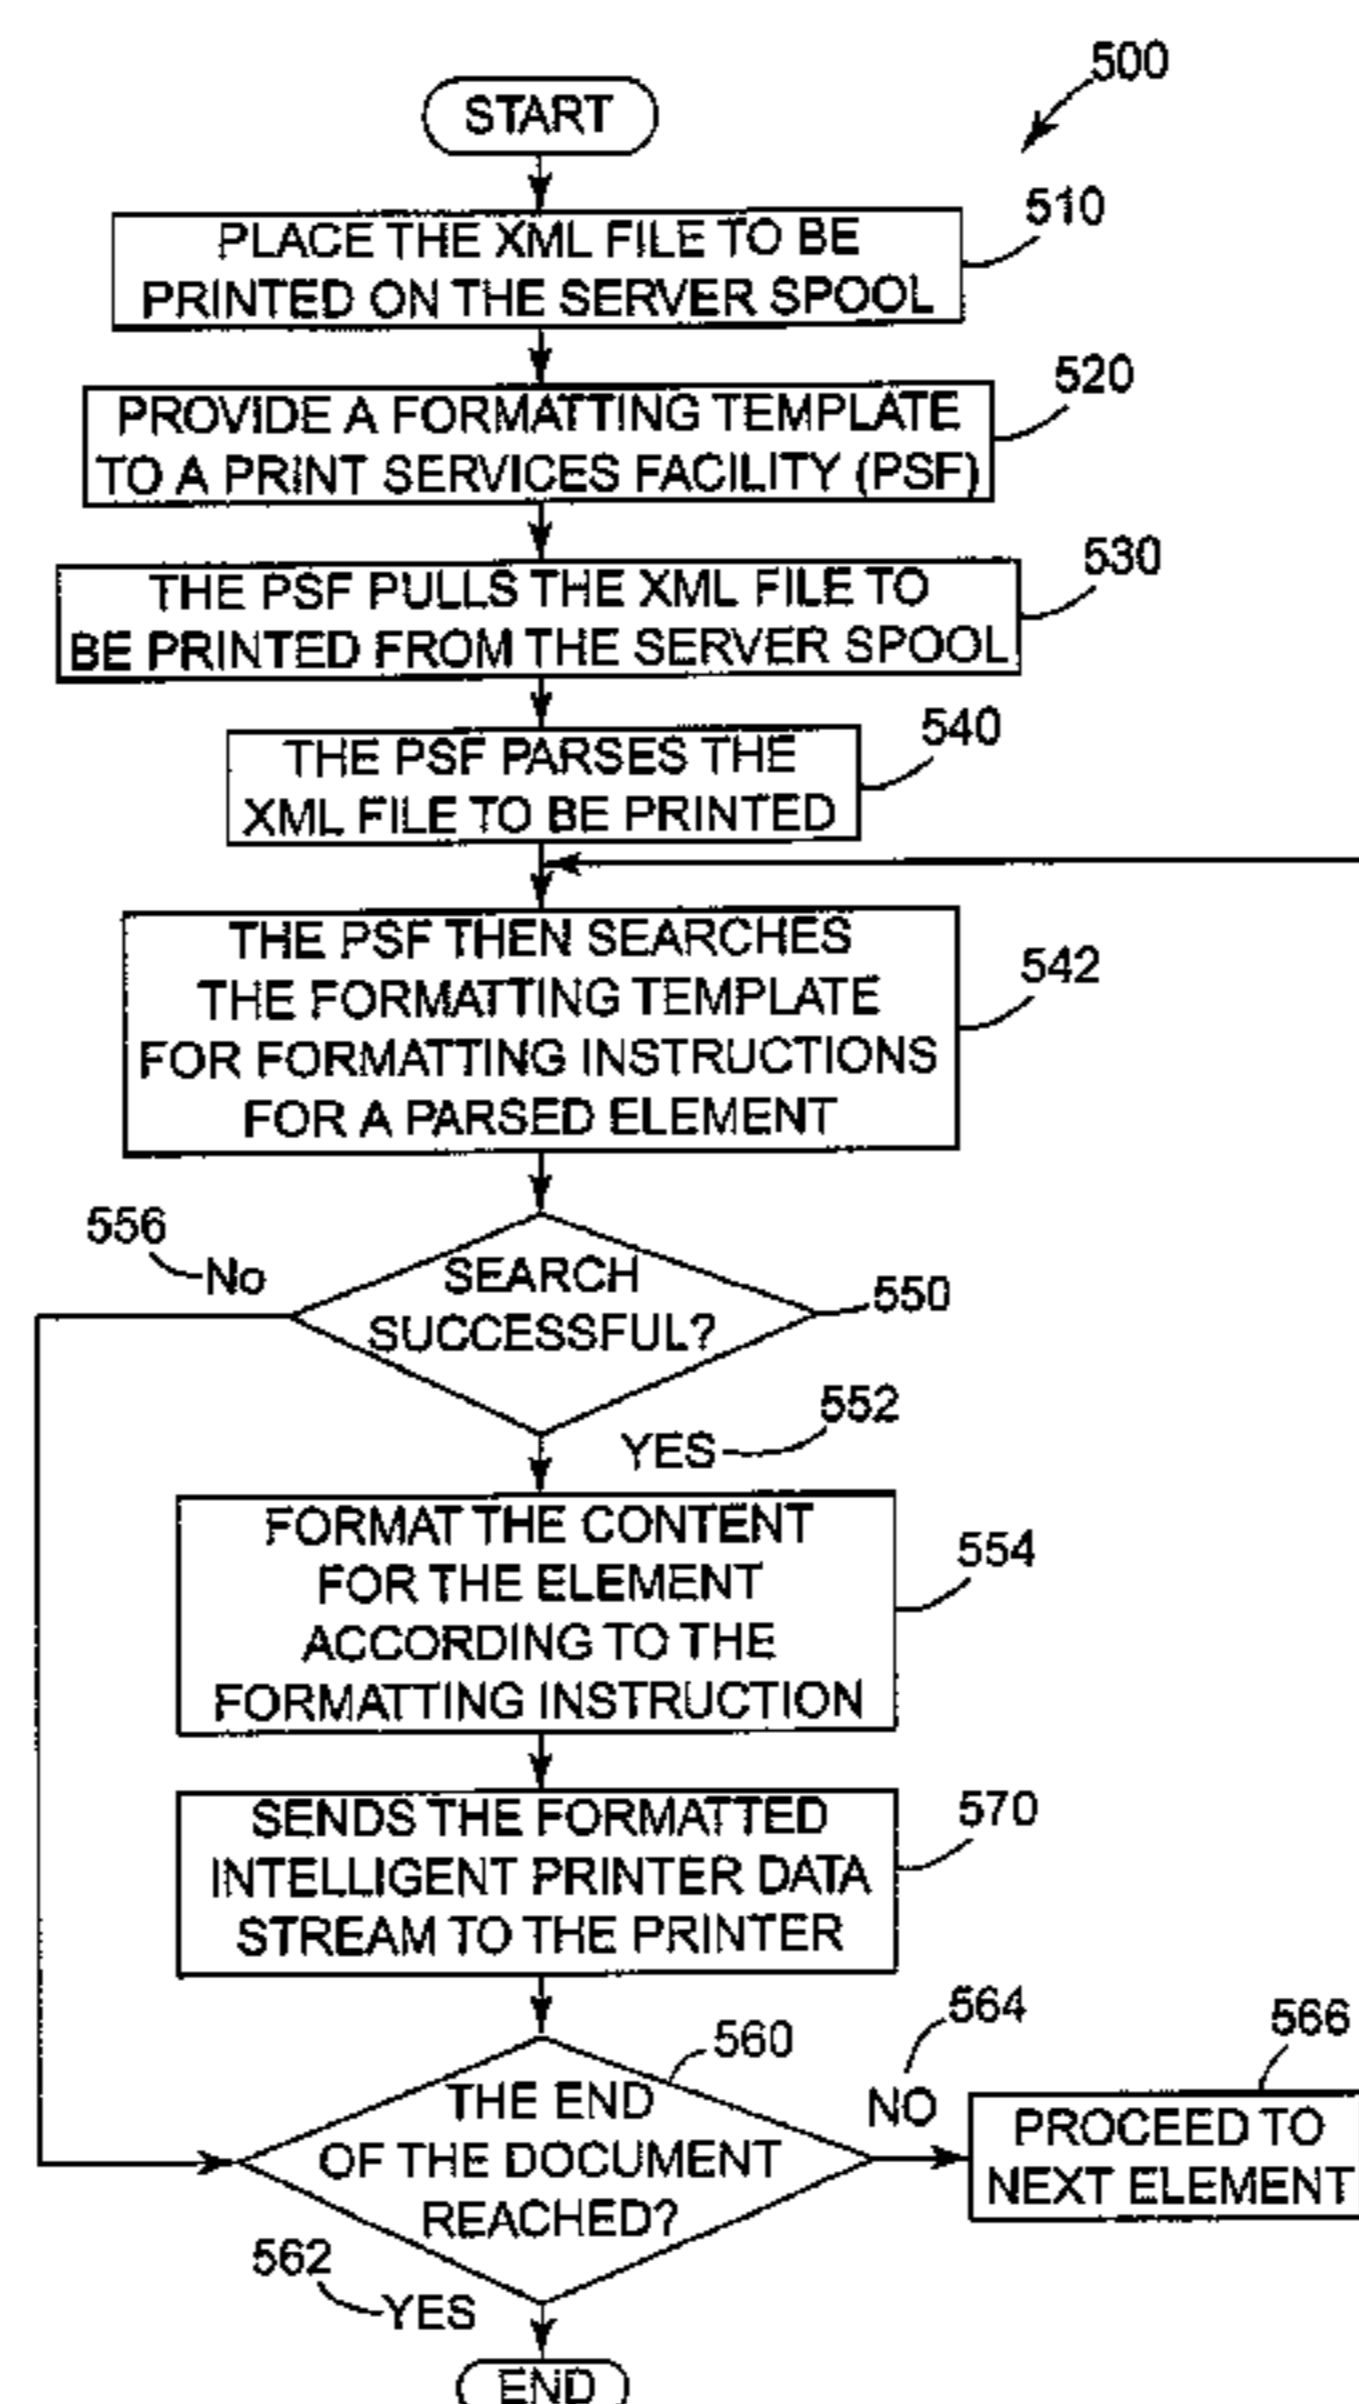 500
START
510
PLACE THE XML FILE TO BE
PRINTED ON THE SERVER SPOOL
520
PROVIDE A FORMATTING TEMPLATE
TO A PRINT SERVICES FACILITY (PSF)
530
THE PSF PULLS THE XML FILE TO
BE PRINTED FROM THE SERVER SPOOL
540
THE PSF PARSES THE
XML FILE TO BE PRINTED
THE PSF THEN SEARCHES
THE FORMATTING TEMPLATE
FOR FORMATTING INSTRUCTIONS
FOR A PARSED ELEMENT
542
556
No
SEARCH
SUCCESSFUL?
550
552
YES
FORMAT THE CONTENT
FOR THE ELEMENT
ACCORDING TO THE
FORMATTING INSTRUCTION
554
SENDS THE FORMATTED
INTELLIGENT PRINTER DATA
STREAM TO THE PRINTER
570
560
THE END
OF THE DOCUMENT
REACHED?
564
NO
566
PROCEED TO
NEXT ELEMENT
562
YES
END